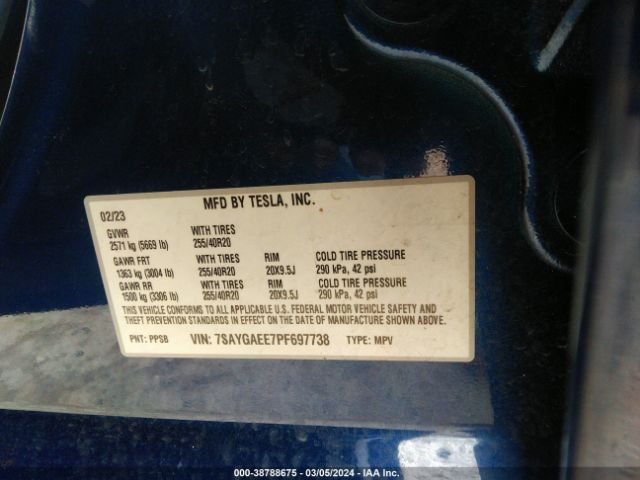 MFD BY TESLA, INC.
02/23
GVWR WITH TIRES
2571 kg (5669 lb) 255/40R20
GAWR FRT WITH TIRES RIM COLD TIRE PRESSURE
1363 kg (3004 lb) 255/40R20 20X9.5J 290 kPa, 42 psi
GAWR RR WITH TIRES RIM COLD TIRE PRESSURE
1500 kg (3306 lb) 255/40R20 20X9.5J 290 kPa, 42 psi
THIS VEHICLE CONFORMS TO ALL APPLICABLE U.S. FEDERAL MOTOR VEHICLE SAFETY AND
THEFT PREVENTION STANDARDS IN EFFECT ON THE DATE OF MANUFACTURE SHOWN ABOVE.
PNT: PPSB VIN: 7SAYGAEE7PF697738 TYPE: MPV
000-38788675 — 03/05/2024 — IAA Inc.